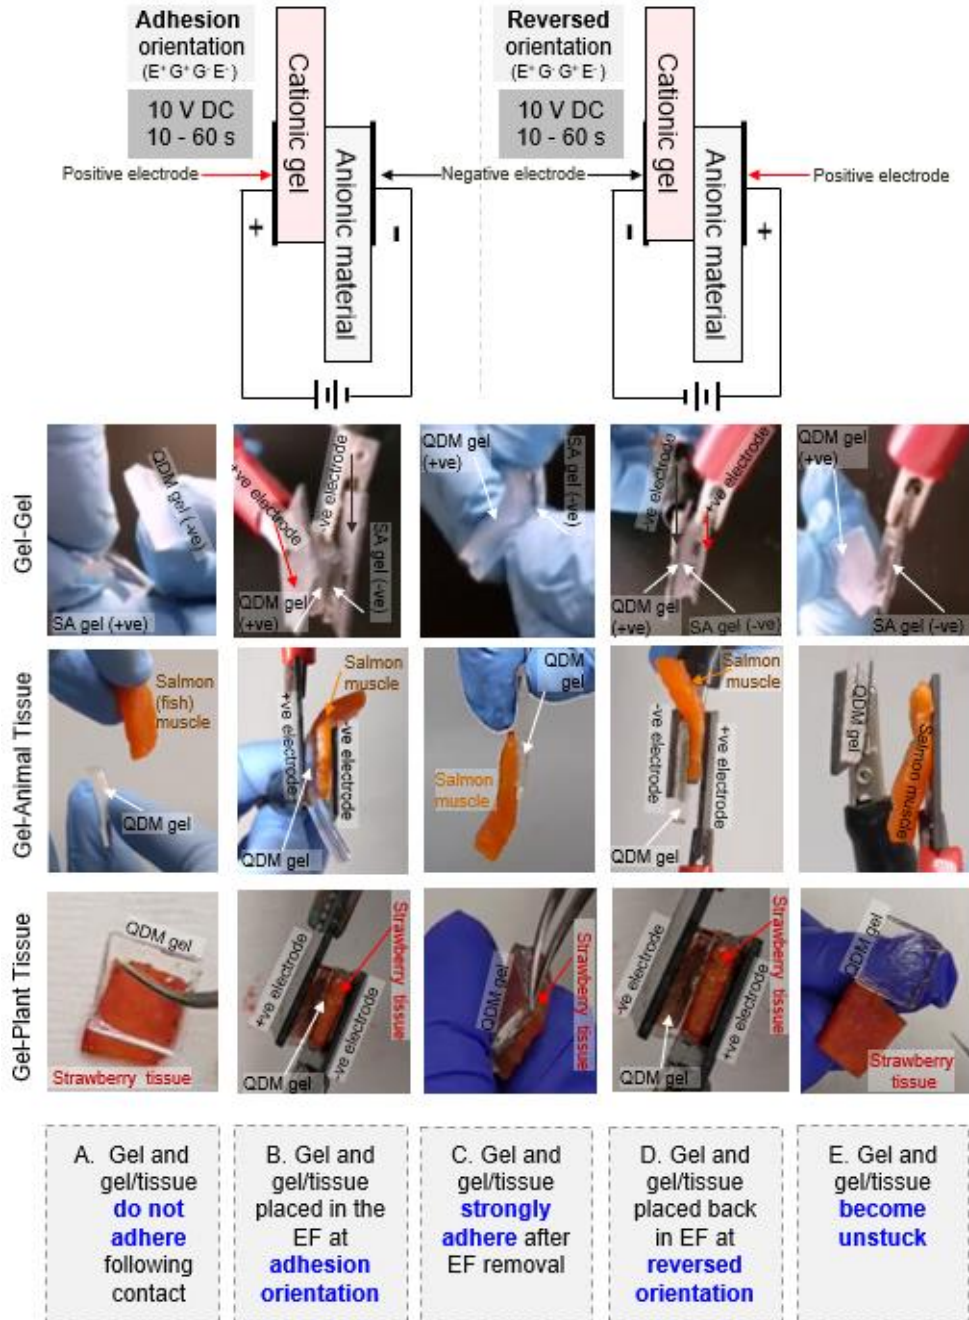 Adhesion
orientation
(E⁺ G⁺ G⁻ E⁻)
10 V DC
10 - 60 s
Positive electrode
Cationic gel
Anionic material
+
-
Negative electrode
Reversed
orientation
(E⁺ G⁻ G⁺ E⁻)
10 V DC
10 - 60 s
Cationic gel
Anionic material
-
+
Positive electrode
Gel-Gel
QDM gel (-ve)
SA gel (+ve)
+ve electrode
-ve electrode
SA gel (-ve)
QDM gel
(+ve)
QDM gel
(+ve)
SA gel (+ve)
-ve electrode
+ve electrode
QDM gel
(+ve)
SA gel (-ve)
QDM gel
(+ve)
SA gel (-ve)
Gel-Animal Tissue
Salmon
(fish)
muscle
QDM gel
Salmon
muscle
+ve electrode
-ve electrode
QDM gel
QDM
gel
Salmon
muscle
Salmon
muscle
-ve electrode
+ve electrode
QDM gel
QDM gel
Salmon muscle
Gel-Plant Tissue
QDM gel
Strawberry tissue
+ve electrode
Strawberry
tissue
QDM gel
-ve electrode
QDM gel
Strawberry
tissue
-ve electrode
Strawberry
tissue
QDM gel
+ve electrode
QDM gel
Strawberry
tissue
A. Gel and
gel/tissue
do not
adhere
following
contact
B. Gel and
gel/tissue
placed in the
EF at
adhesion
orientation
C. Gel and
gel/tissue
strongly
adhere after
EF removal
D. Gel and
gel/tissue
placed back
in EF at
reversed
orientation
E. Gel and
gel/tissue
become
unstuck